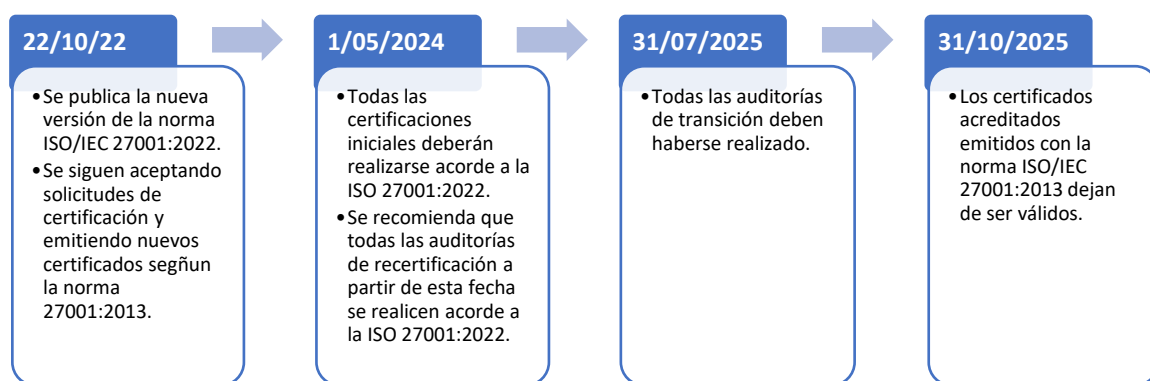 22/10/22
•Se publica la nueva
versión de la norma
ISO/IEC 27001:2022.
•Se siguen aceptando
solicitudes de
certificación y
emitiendo nuevos
certificados segñun
la norma
27001:2013.
1/05/2024
•Todas las
certificaciones
iniciales deberán
realizarse acorde a la
ISO 27001:2022.
•Se recomienda que
todas las auditorías
de recertificación a
partir de esta fecha
se realicen acorde a
la ISO 27001:2022.
31/07/2025
•Todas las auditorías
de transición deben
haberse realizado.
31/10/2025
•Los certificados
acreditados
emitidos con la
norma ISO/IEC
27001:2013 dejan
de ser válidos.